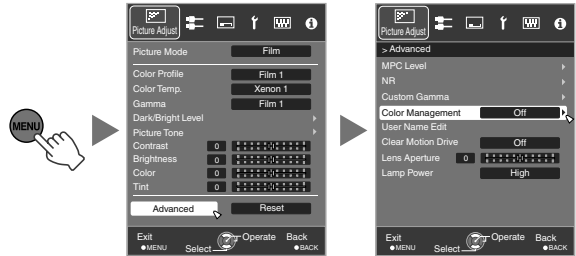 MENU
Picture Adjust
Picture Mode Film
Color Profile Film 1
Color Temp. Xenon 1
Gamma Film 1
Dark/Bright Level
Picture Tone
Contrast 0
Brightness 0
Color 0
Tint 0
Advanced Reset
Exit Operate Back
MENU Select BACK
Picture Adjust
> Advanced
MPC Level
NR
Custom Gamma
Color Management Off
User Name Edit
Clear Motion Drive Off
Lens Aperture 0
Lamp Power High
Exit Operate Back
MENU Select BACK